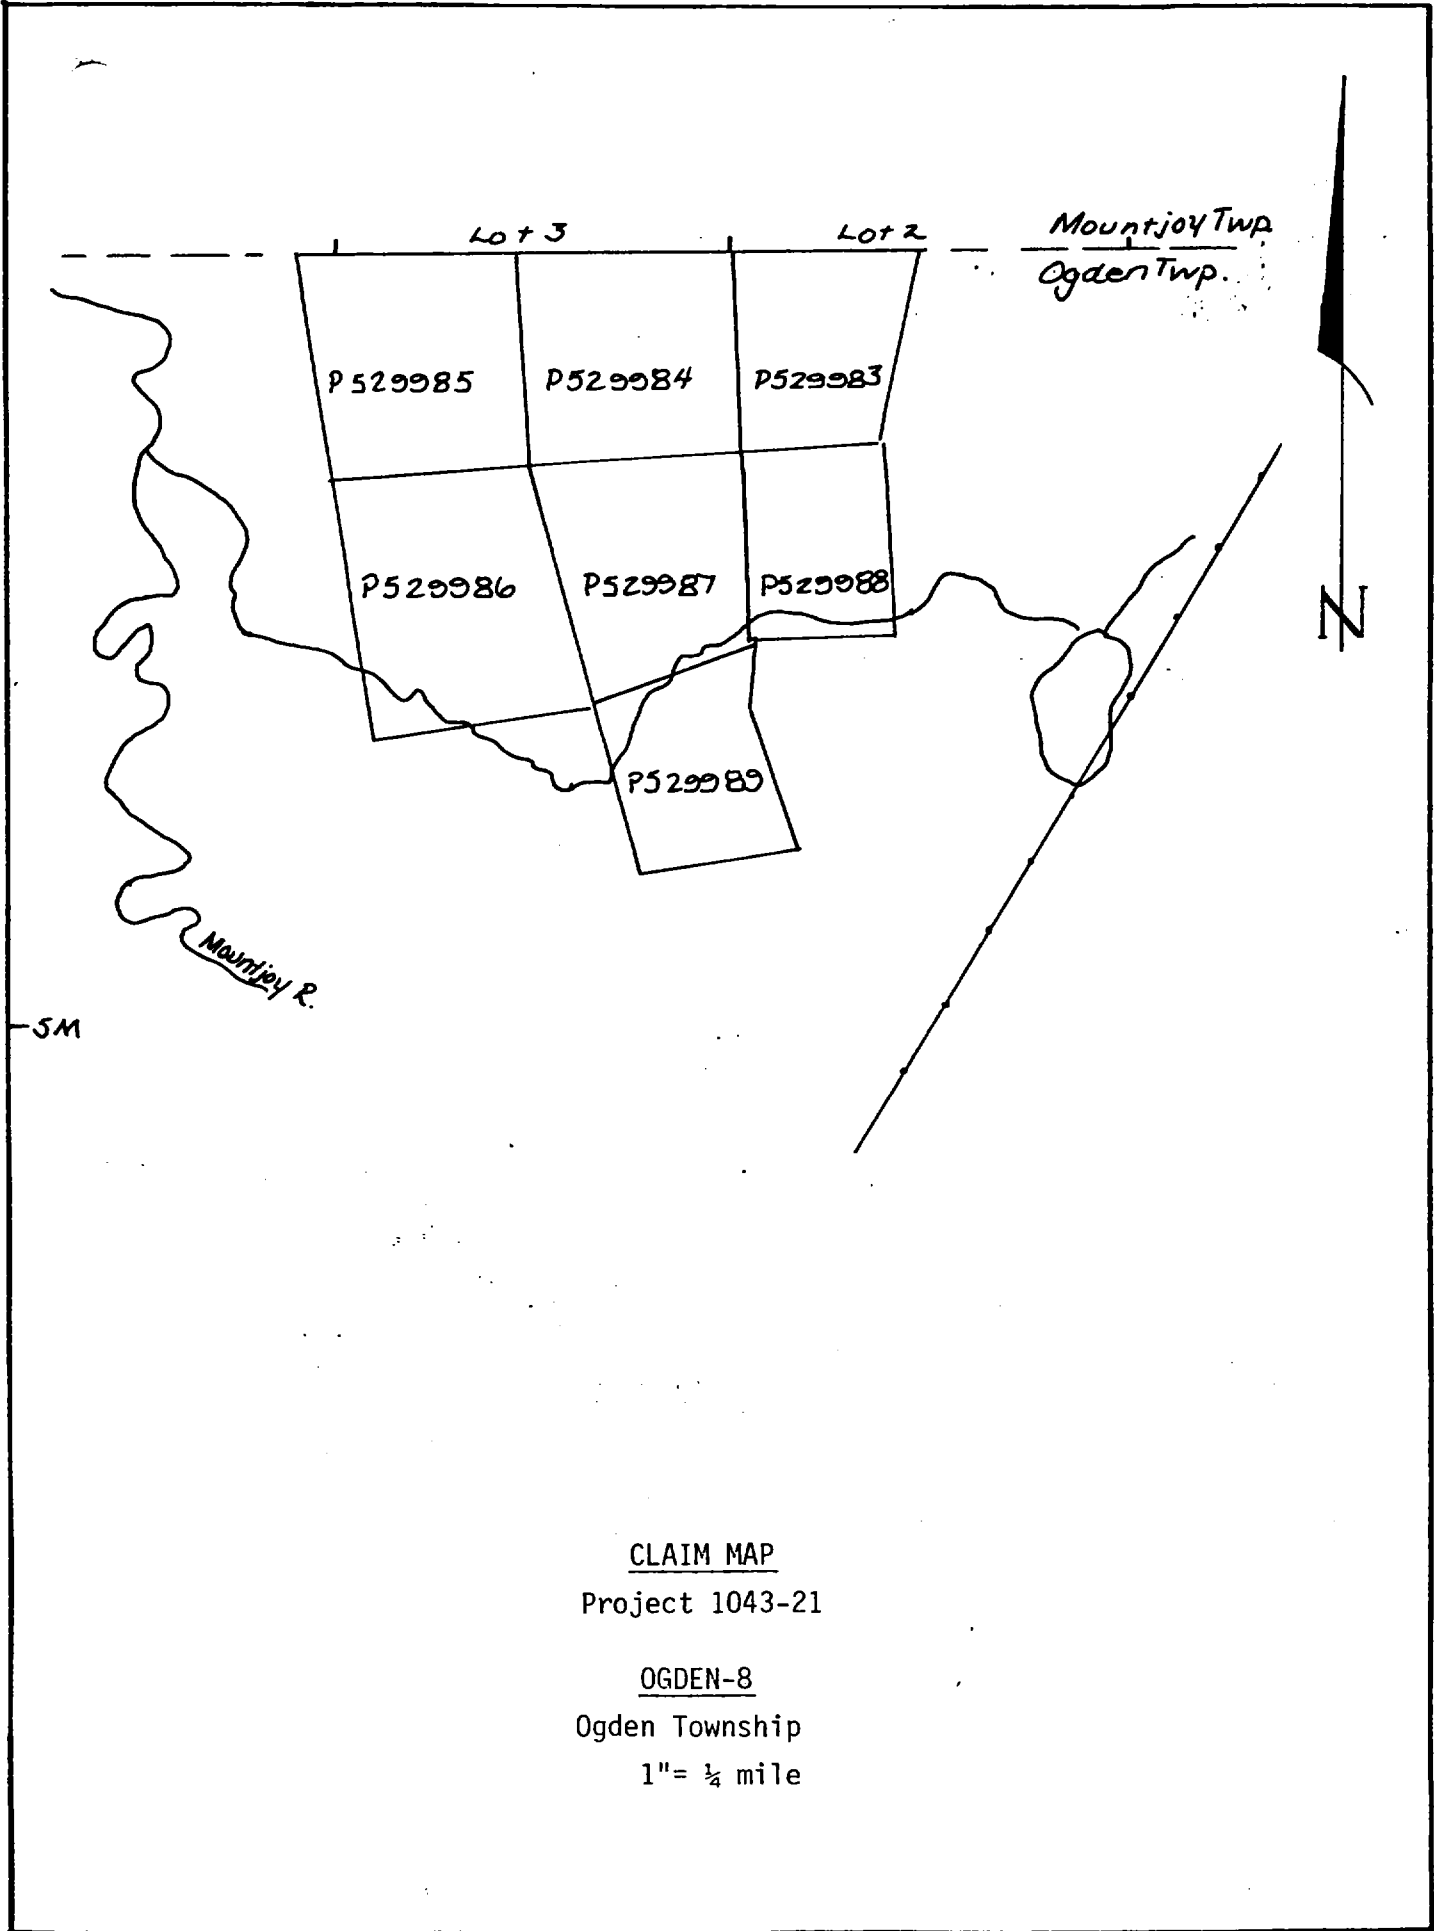 Lot 3
Lot 2
Mountjoy Twp.
Ogden Twp.
P529985
P529984
P529983
P529986
P529987
P529988
N
P529989
Mountjoy R.
5M
CLAIM MAP
Project 1043-21
OGDEN-8
Ogden Township
1"= ¼ mile